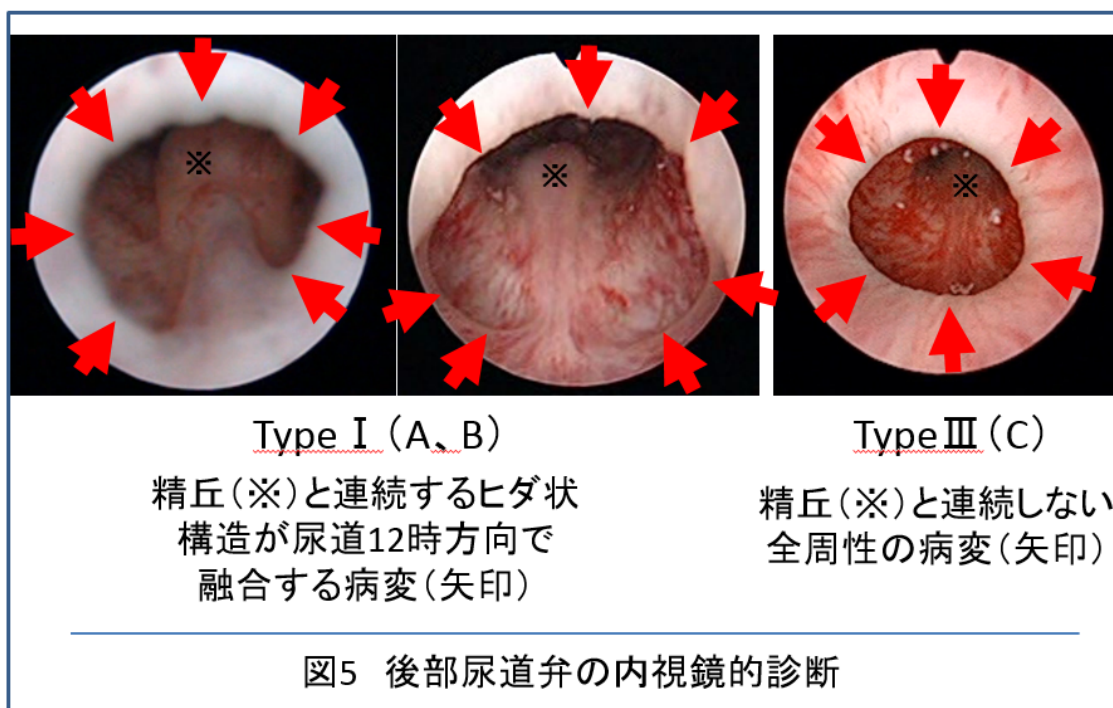 ※
※
※
Type Ⅰ（A、B）
精丘（※）と連続するヒダ状
構造が尿道12時方向で
融合する病変（矢印）
Type Ⅲ（C）
精丘（※）と連続しない
全周性の病変（矢印）
図5 後部尿道弁の内視鏡的診断